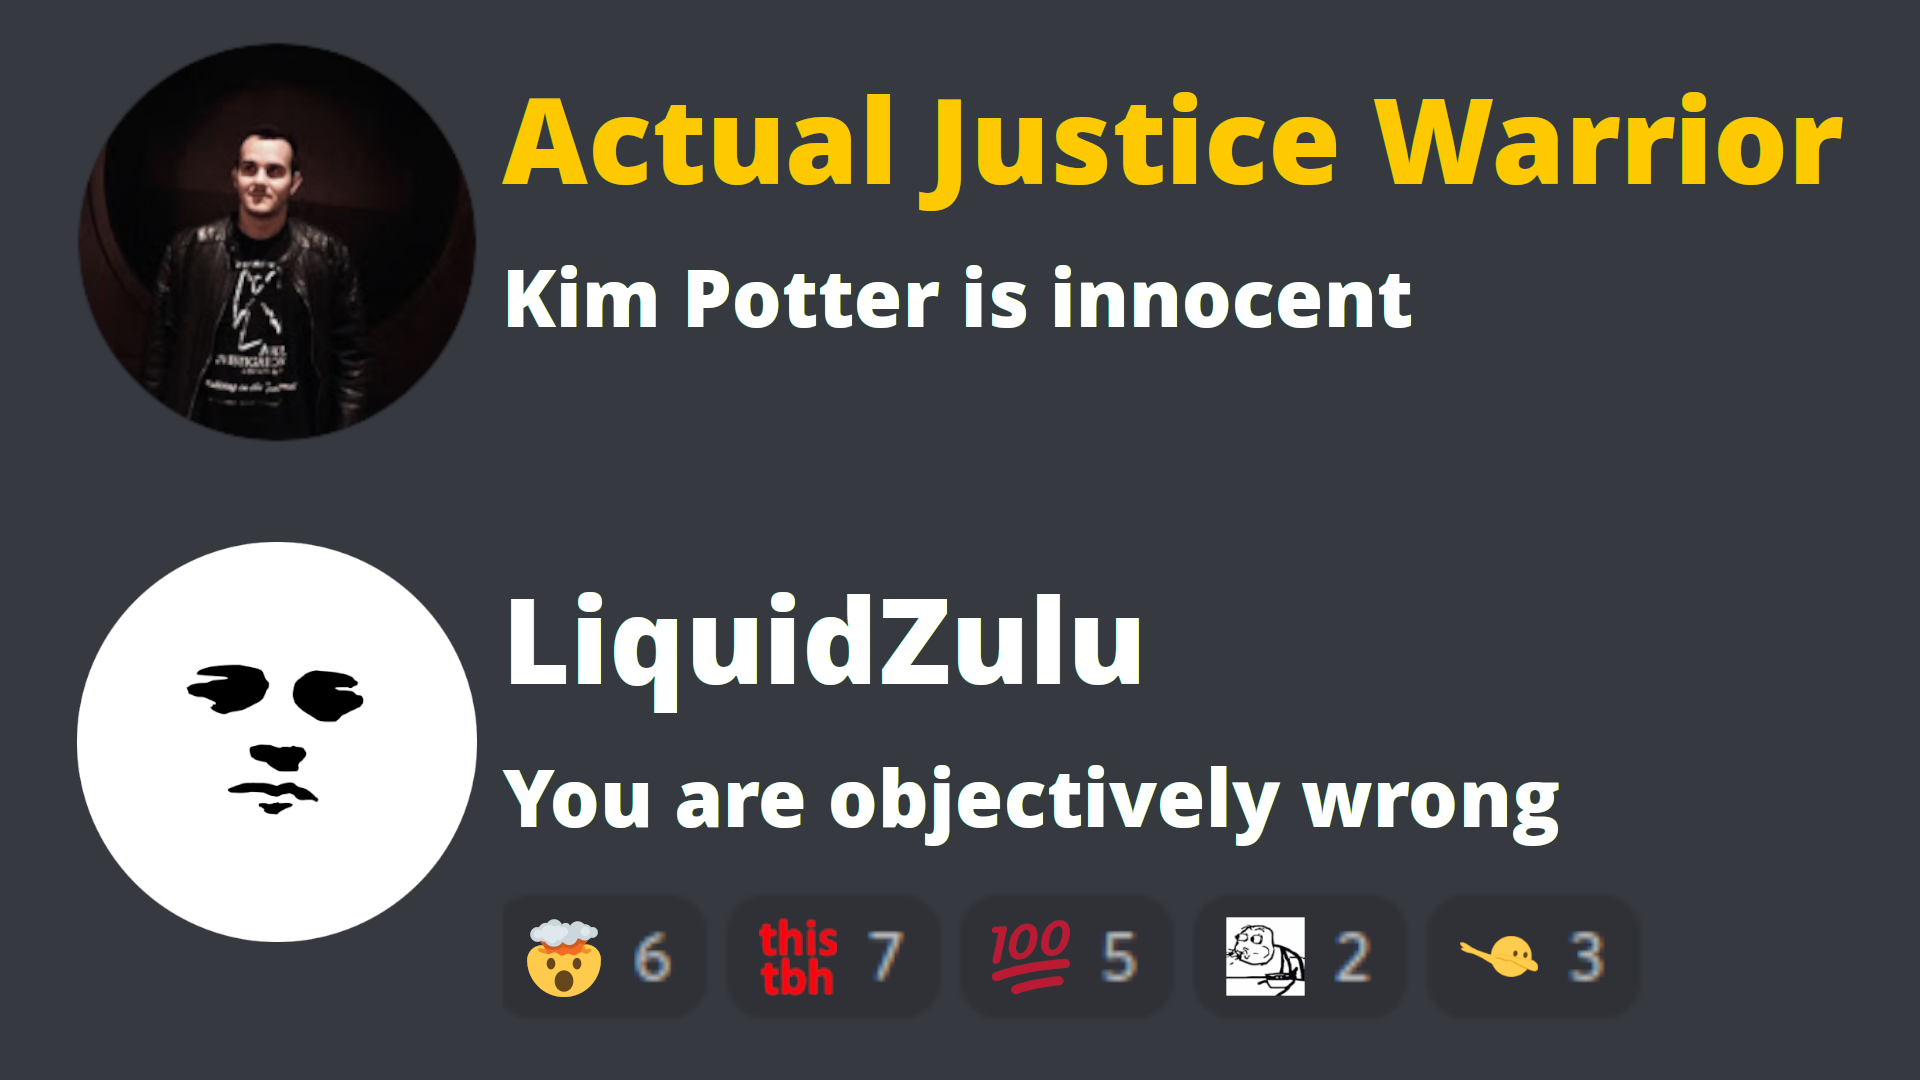 Actual Justice Warrior
Kim Potter is innocent
LiquidZulu
You are objectively wrong
6 this tbh 7 100 5 2 3